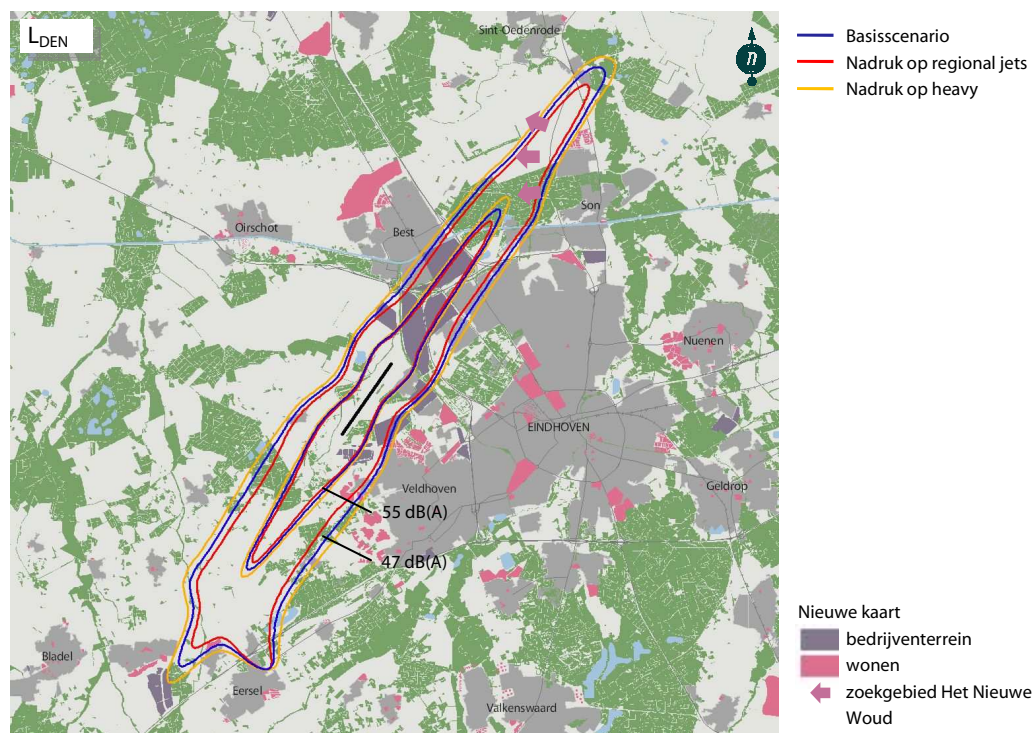 L_DEN
Sint-Oedenrode
n
Basisscenario
Nadruk op regional jets
Nadruk op heavy
Oirschot
Best
Son
Nuenen
EINDHOVEN
Veldhoven
Geldrop
55 dB(A)
47 dB(A)
Bladel
Eersel
Valkenswaard
Nieuwe kaart
bedrijventerrein
wonen
zoekgebied Het Nieuwe
Woud